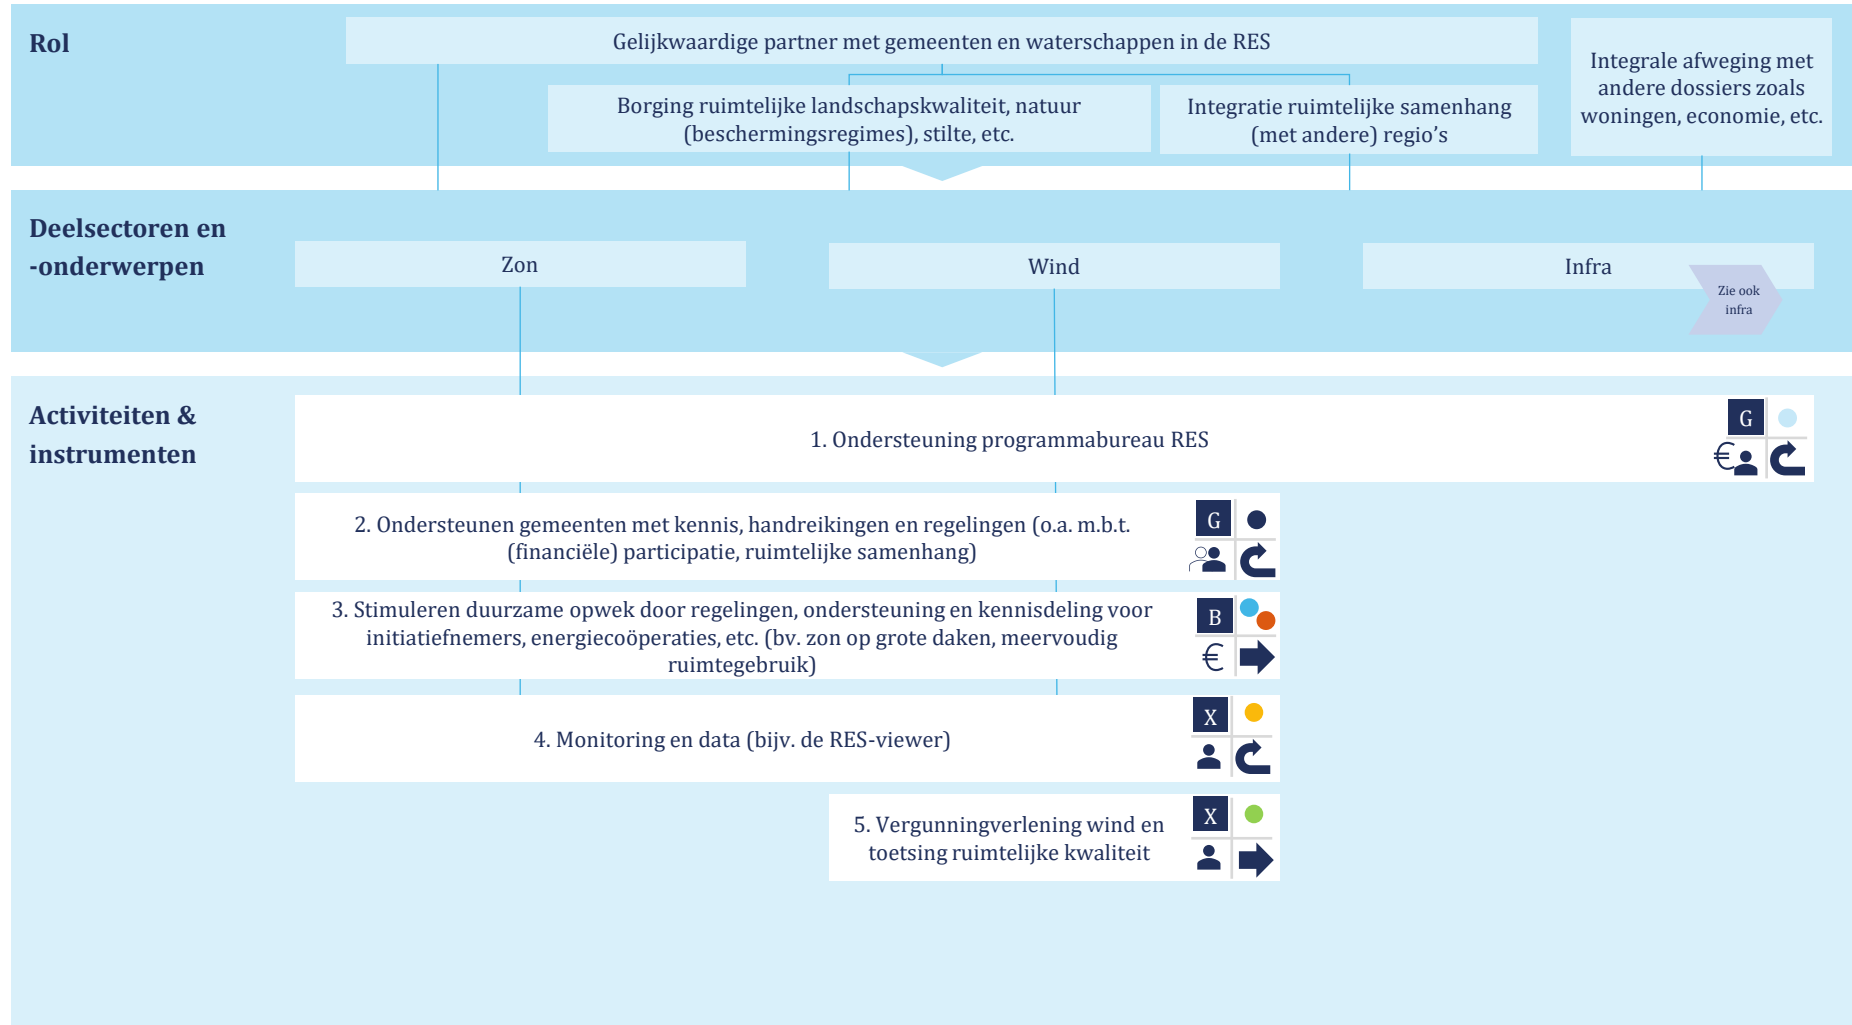 Rol
Gelijkwaardige partner met gemeenten en waterschappen in de RES
Borging ruimtelijke landschapskwaliteit, natuur
(beschermingsregimes), stilte, etc.
Integratie ruimtelijke samenhang
(met andere) regio’s
Integrale afweging met
andere dossiers zoals
woningen, economie, etc.
Deelsectoren en
-onderwerpen
Zon
Wind
Infra
Zie ook
infra
Activiteiten &
instrumenten
1. Ondersteuning programmabureau RES
G
€
2. Ondersteunen gemeenten met kennis, handreikingen en regelingen (o.a. m.b.t.
(financiële) participatie, ruimtelijke samenhang)
G
3. Stimuleren duurzame opwek door regelingen, ondersteuning en kennisdeling voor
initiatiefnemers, energiecoöperaties, etc. (bv. zon op grote daken, meervoudig
ruimtegebruik)
B
€
4. Monitoring en data (bijv. de RES-viewer)
X
5. Vergunningverlening wind en
toetsing ruimtelijke kwaliteit
X